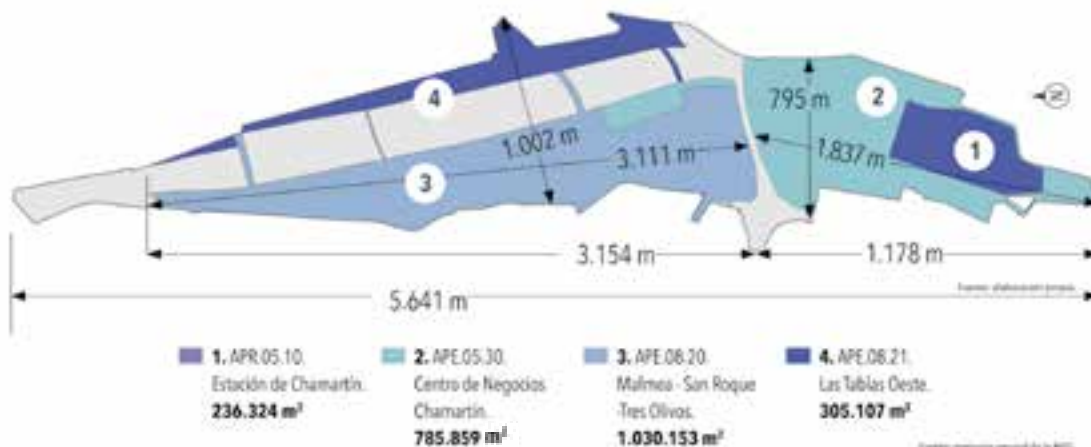 4
1.002 m
3.111 m
3
795 m
2
1.837 m
1
N
3.154 m
1.178 m
5.641 m
Fuente: elaboración propia.
1. APR.05.10.
Estación de Chamartín.
236.324 m²
2. APE.05.30.
Centro de Negocios
Chamartín.
785.859 m²
3. APE.08.20.
Malmea - San Roque
-Tres Olivos.
1.030.153 m²
4. APE.08.21.
Las Tablas Oeste.
305.107 m²